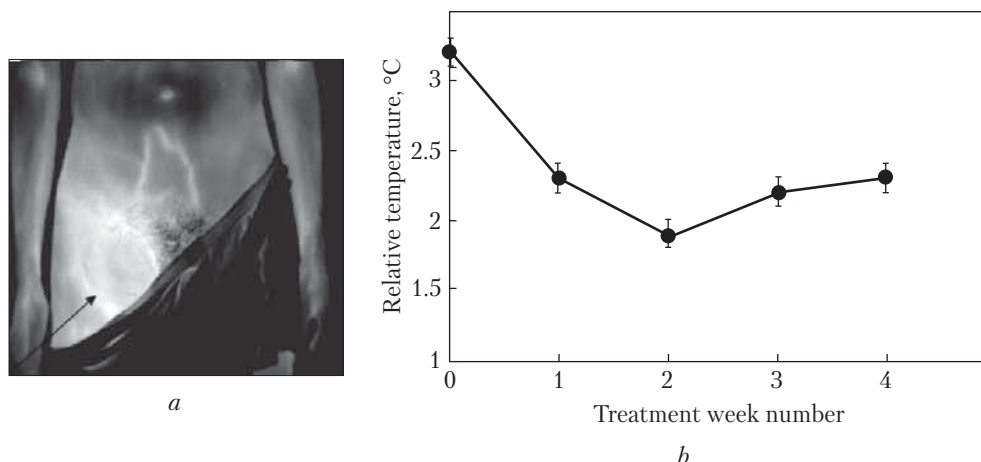 a
Relative temperature, °C
3
2.5
2
1.5
1
0 1 2 3 4
Treatment week number
b